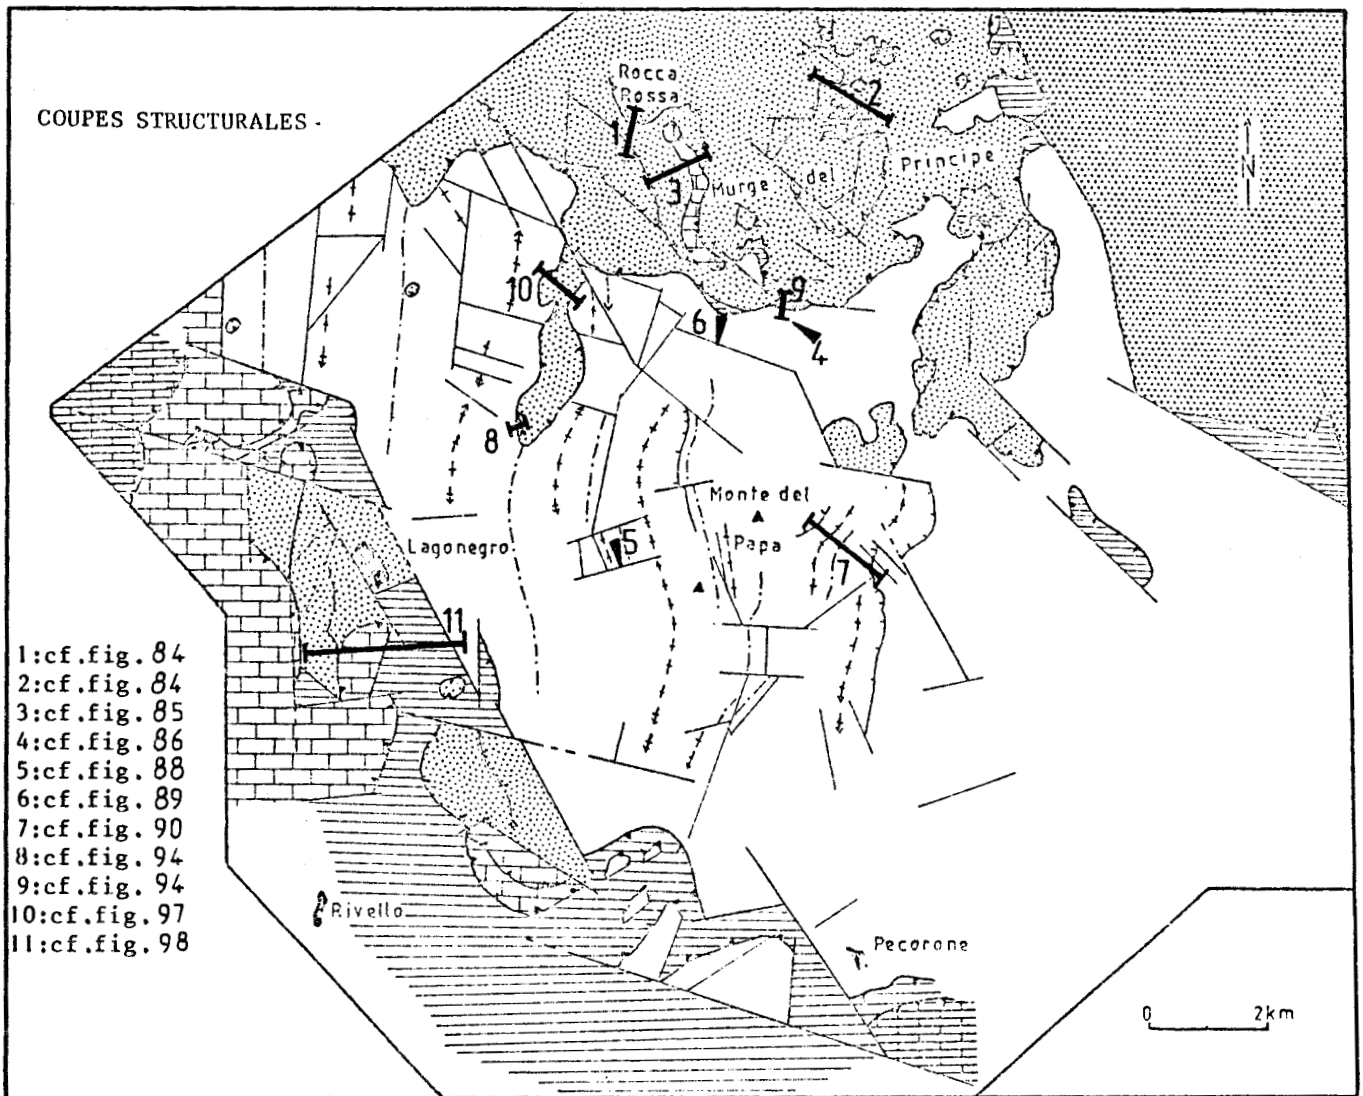 COUPES STRUCTURALES.
Rocca
Rossa
1
2
3
Murge del Principe
N
10
9
6
4
8
Monte del
Papa
Lagonegro
5
7
11
1:cf.fig.84
2:cf.fig.84
3:cf.fig.85
4:cf.fig.86
5:cf.fig.88
6:cf.fig.89
7:cf.fig.90
8:cf.fig.94
9:cf.fig.94
10:cf.fig.97
11:cf.fig.98
Rivello
Pecorone
0 2km